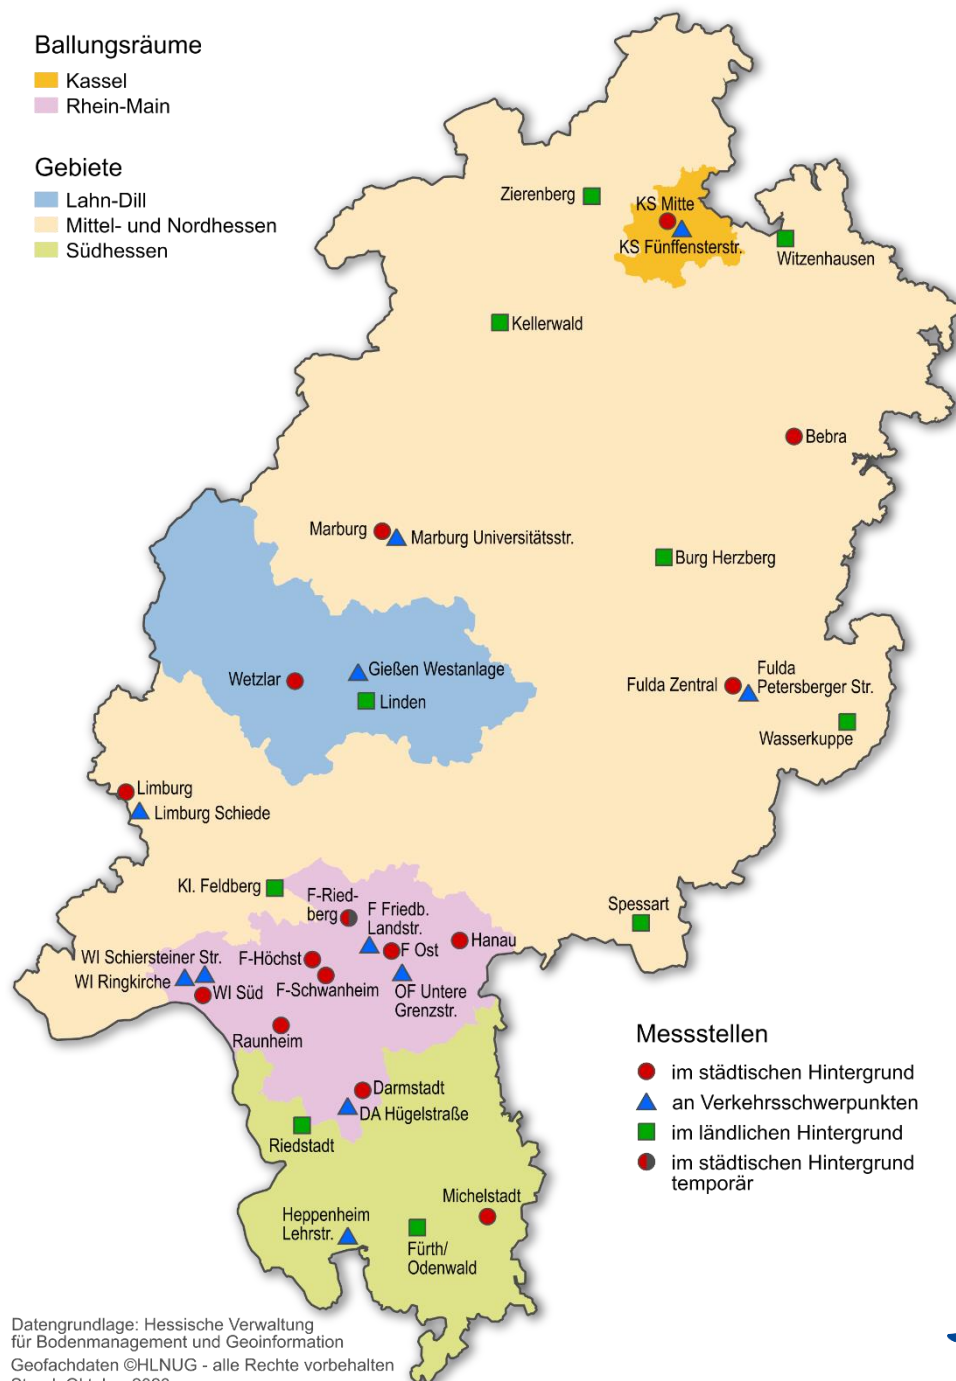 Ballungsräume
Kassel
Rhein-Main
Gebiete
Lahn-Dill
Mittel- und Nordhessen
Südhessen
Zierenberg
KS Mitte
KS Fünffensterstr.
Witzenhausen
Kellerwald
Bebra
Marburg
Marburg Universitätsstr.
Burg Herzberg
Wetzlar
Gießen Westanlage
Linden
Fulda Zentral
Fulda
Petersberger Str.
Wasserkuppe
Limburg
Limburg Schiede
Kl. Feldberg
F-Ried-
berg
F Friedb.
Landstr.
Spessart
Hanau
F Ost
F-Höchst
F-Schwanheim
WI Schiersteiner Str.
WI Ringkirche
WI Süd
OF Untere
Grenzstr.
Raunheim
Darmstadt
DA Hügelstraße
Riedstadt
Michelstadt
Heppenheim
Lehrstr.
Fürth/
Odenwald
Messstellen
im städtischen Hintergrund
an Verkehrsschwerpunkten
im ländlichen Hintergrund
im städtischen Hintergrund
temporär
Datengrundlage: Hessische Verwaltung
für Bodenmanagement und Geoinformation
Geofachdaten ©HLNUG - alle Rechte vorbehalten